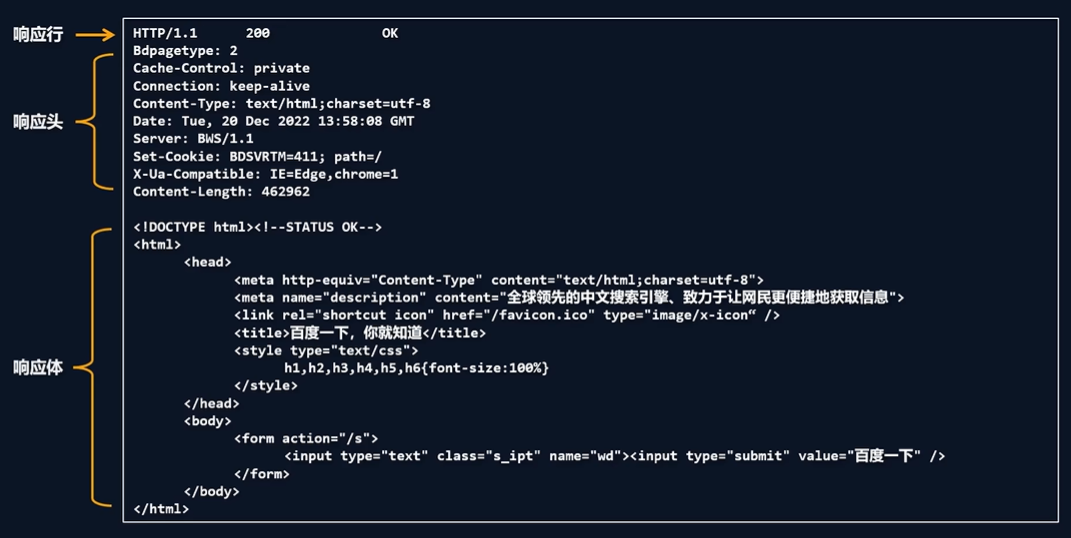 响应行
HTTP/1.1 200 OK
响应头
Bdpagetype: 2
Cache-Control: private
Connection: keep-alive
Content-Type: text/html;charset=utf-8
Date: Tue, 20 Dec 2022 13:58:08 GMT
Server: BWS/1.1
Set-Cookie: BDSVRTM=411; path=/
X-Ua-Compatible: IE=Edge,chrome=1
Content-Length: 462962
响应体
<!DOCTYPE html><!--STATUS OK-->
<html>
<head>
<meta http-equiv="Content-Type" content="text/html;charset=utf-8">
<meta name="description" content="全球领先的中文搜索引擎、致力于让网民更便捷地获取信息">
<link rel="shortcut icon" href="/favicon.ico" type="image/x-icon“ />
<title>百度一下，你就知道</title>
<style type="text/css">
h1,h2,h3,h4,h5,h6{font-size:100%}
</style>
</head>
<body>
<form action="/s">
<input type="text" class="s_ipt" name="wd"><input type="submit" value="百度一下" />
</form>
</body>
</html>